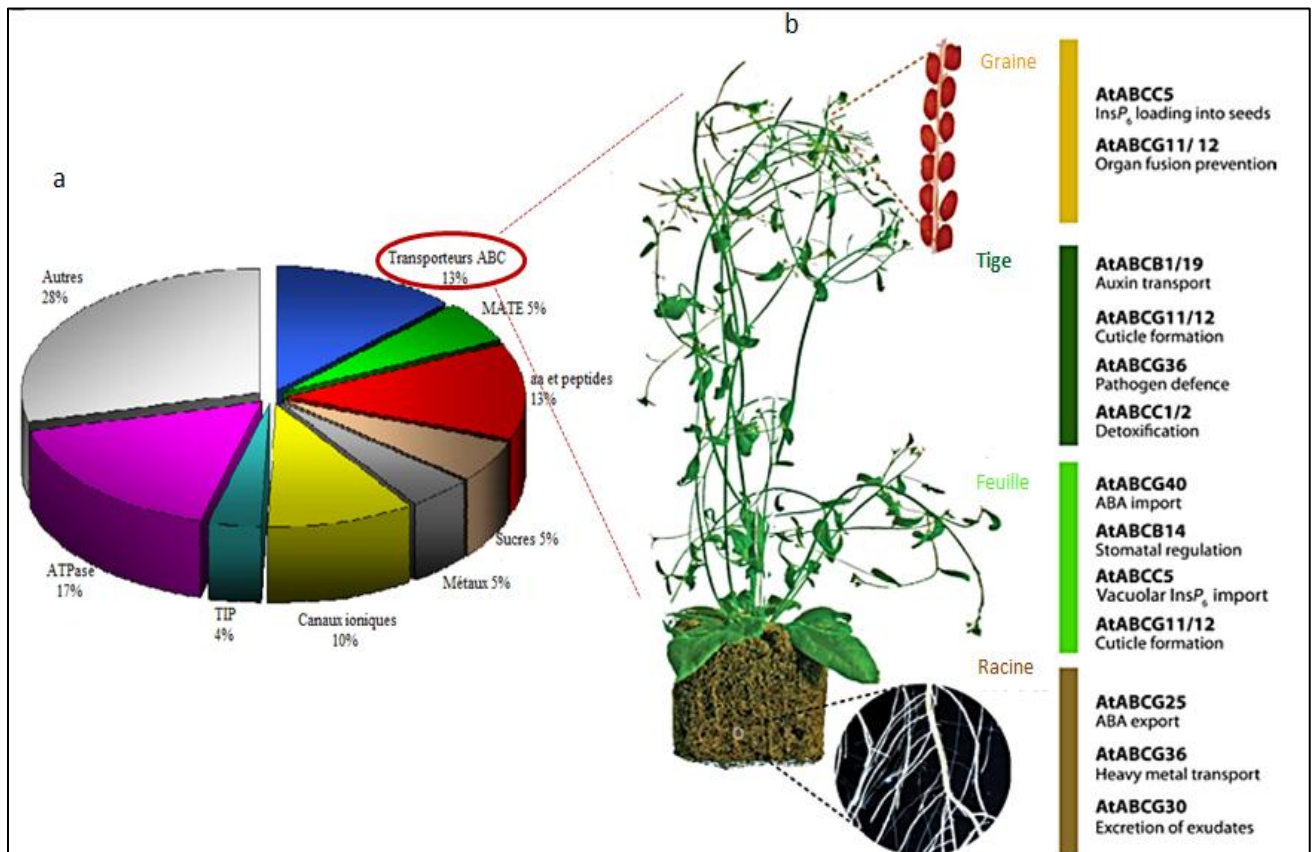 a
Transporteurs ABC
13%
MATE 5%
aa et peptides
13%
Sucres 5%
Métaux 5%
Canaux ioniques
10%
TIP
4%
ATPase
17%
Autres
28%
b
Graine
AtABCC5
InsP₆ loading into seeds
AtABCG11/ 12
Organ fusion prevention
Tige
AtABCB1/19
Auxin transport
AtABCG11/12
Cuticle formation
AtABCG36
Pathogen defence
AtABCC1/2
Detoxification
Feuille
AtABCG40
ABA import
AtABCB14
Stomatal regulation
AtABCC5
Vacuolar InsP₆ import
AtABCG11/12
Cuticle formation
Racine
AtABCG25
ABA export
AtABCG36
Heavy metal transport
AtABCG30
Excretion of exudates